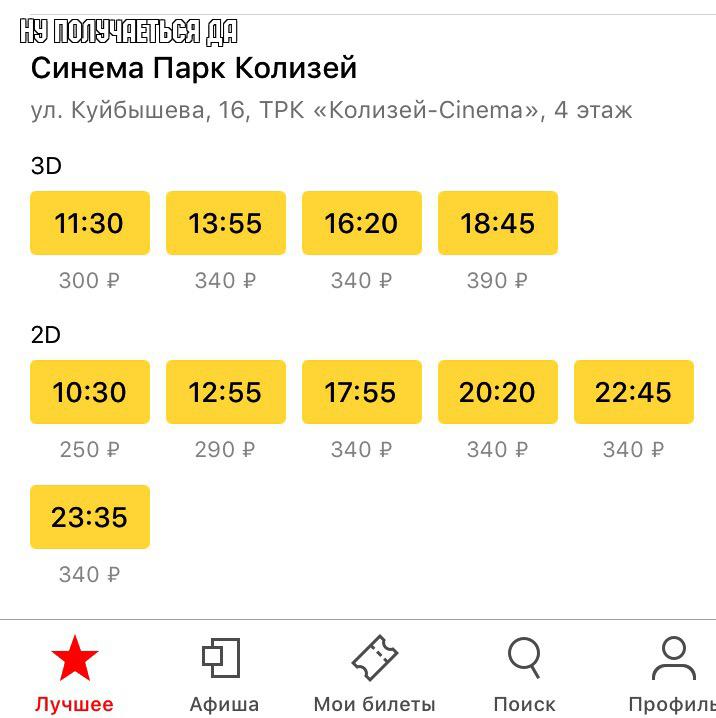 НУ ПОЛУЧАЕТЬСЯ ДА
Синема Парк Колизей
ул. Куйбышева, 16, ТРК «Колизей-Cinema», 4 этаж
3D
11:30 13:55 16:20 18:45
300 ₽ 340 ₽ 340 ₽ 390 ₽
2D
10:30 12:55 17:55 20:20 22:45
250 ₽ 290 ₽ 340 ₽ 340 ₽ 340 ₽
23:35
340 ₽
Лучшее Афиша Мои билеты Поиск Профиль